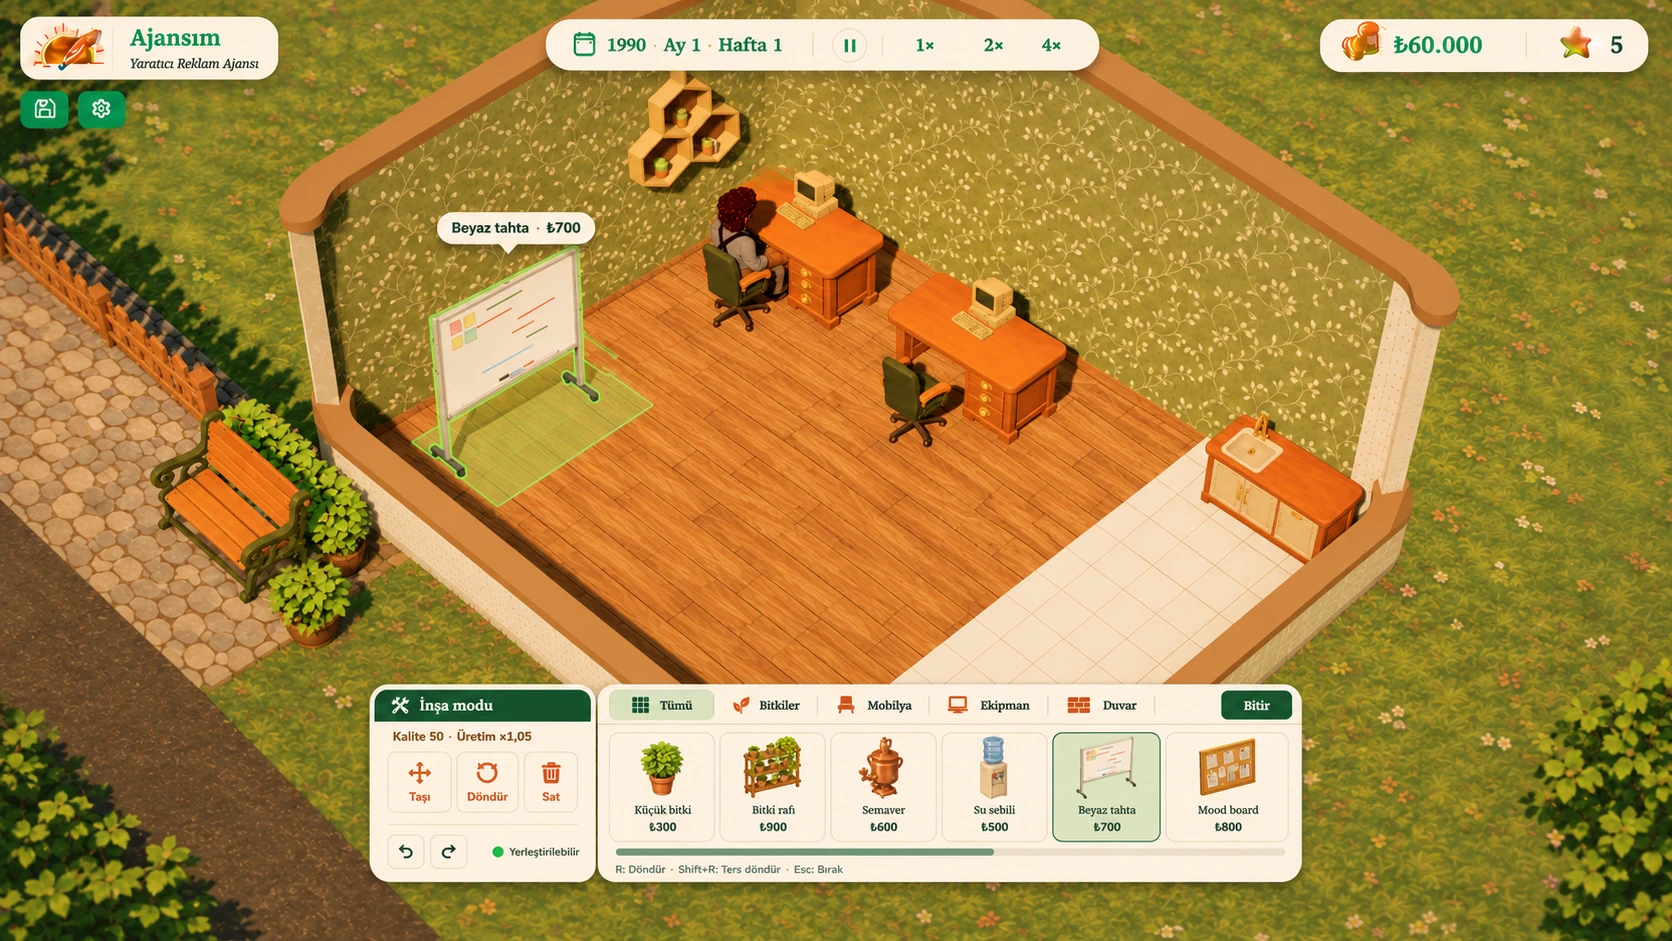 Ajansım
Yaratıcı Reklam Ajansı
1990 · Ay 1 · Hafta 1
1×
2×
4×
₺60.000
5
Beyaz tahta · ₺700
İnşa modu
Kalite 50 · Üretim ×1,05
Taşı
Döndür
Sat
Yerleştirilebilir
Tümü
Bitkiler
Mobilya
Ekipman
Duvar
Bitir
Küçük bitki
₺300
Bitki rafı
₺900
Semaver
₺600
Su sebili
₺500
Beyaz tahta
₺700
Mood board
₺800
R: Döndür · Shift+R: Ters döndür · Esc: Bırak